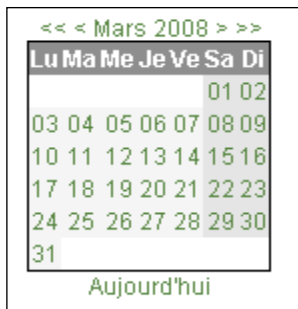 << < Mars 2008 > >>
Lu Ma Me Je Ve Sa Di
01 02
03 04 05 06 07 08 09
10 11 12 13 14 15 16
17 18 19 20 21 22 23
24 25 26 27 28 29 30
31
Aujourd'hui